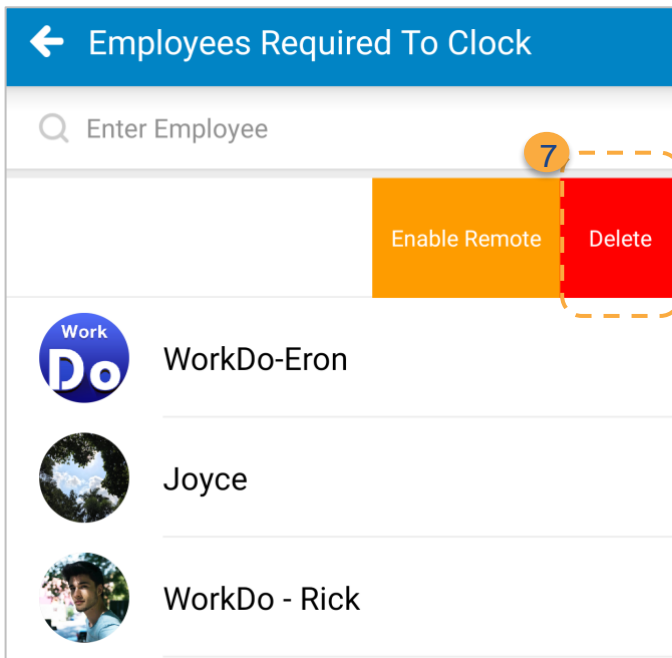 Employees Required To Clock
Enter Employee
7
Enable Remote
Delete
Work
Do
WorkDo-Eron
Joyce
WorkDo - Rick